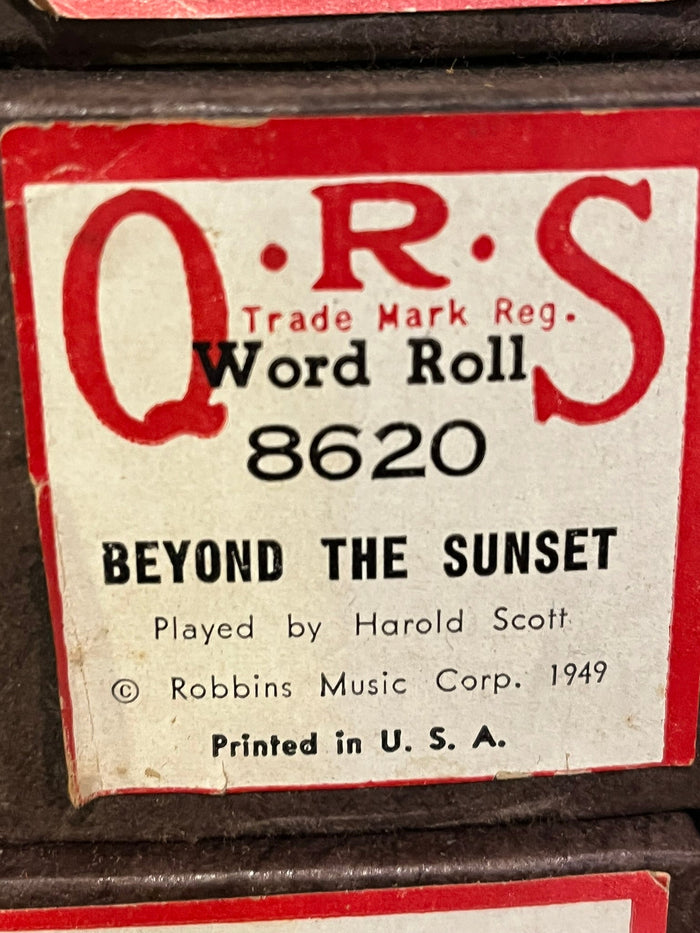 Q·R·S
Trade Mark Reg.
Word Roll
8620
BEYOND THE SUNSET
Played by Harold Scott
© Robbins Music Corp. 1949
Printed in U. S. A.